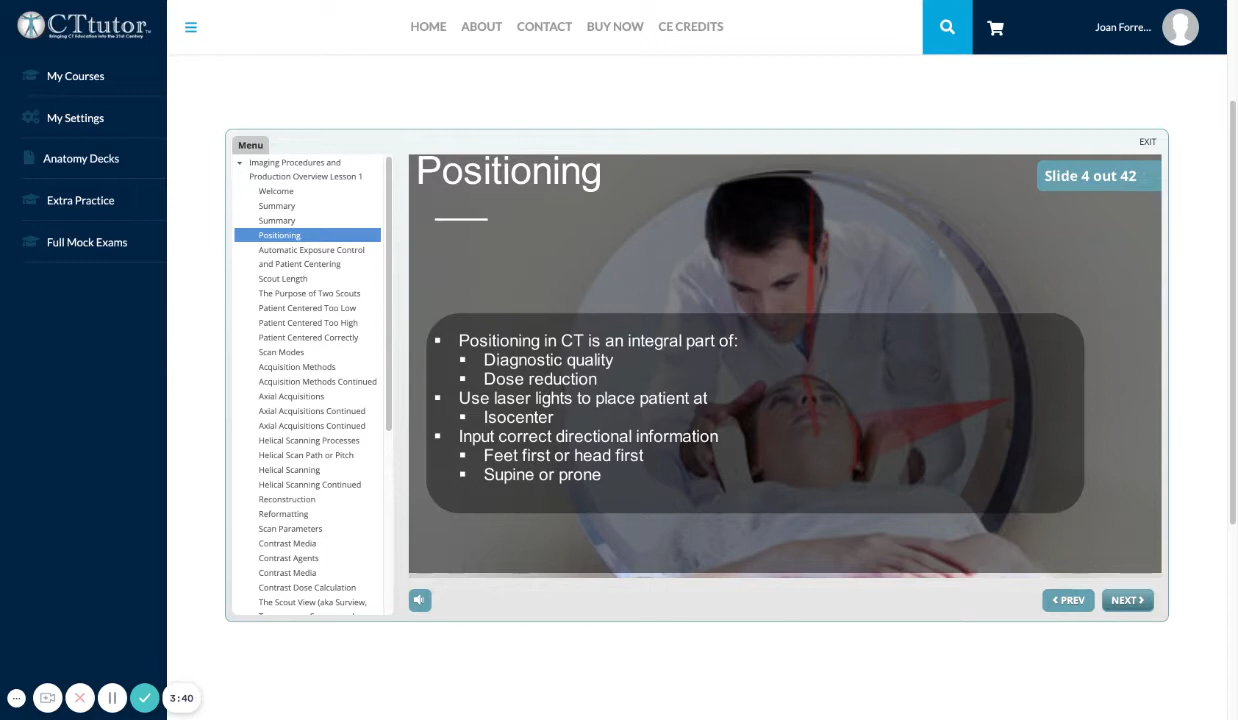 CTtutor
Bringing CT Education into the 21st Century
HOME
ABOUT
CONTACT
BUY NOW
CE CREDITS
Joan Forre...
My Courses
My Settings
Anatomy Decks
Extra Practice
Full Mock Exams
Menu
EXIT
Imaging Procedures and
Production Overview Lesson 1
Welcome
Summary
Summary
Positioning
Automatic Exposure Control
and Patient Centering
Scout Length
The Purpose of Two Scouts
Patient Centered Too Low
Patient Centered Too High
Patient Centered Correctly
Scan Modes
Acquisition Methods
Acquisition Methods Continued
Axial Acquisitions
Axial Acquisitions Continued
Axial Acquisitions Continued
Helical Scanning Processes
Helical Scan Path or Pitch
Helical Scanning
Helical Scanning Continued
Reconstruction
Reformatting
Scan Parameters
Contrast Media
Contrast Agents
Contrast Media
Contrast Dose Calculation
The Scout View (aka Surview,
Positioning
Slide 4 out 42
▪ Positioning in CT is an integral part of:
▪ Diagnostic quality
▪ Dose reduction
▪ Use laser lights to place patient at
▪ Isocenter
▪ Input correct directional information
▪ Feet first or head first
▪ Supine or prone
PREV
NEXT
3:40